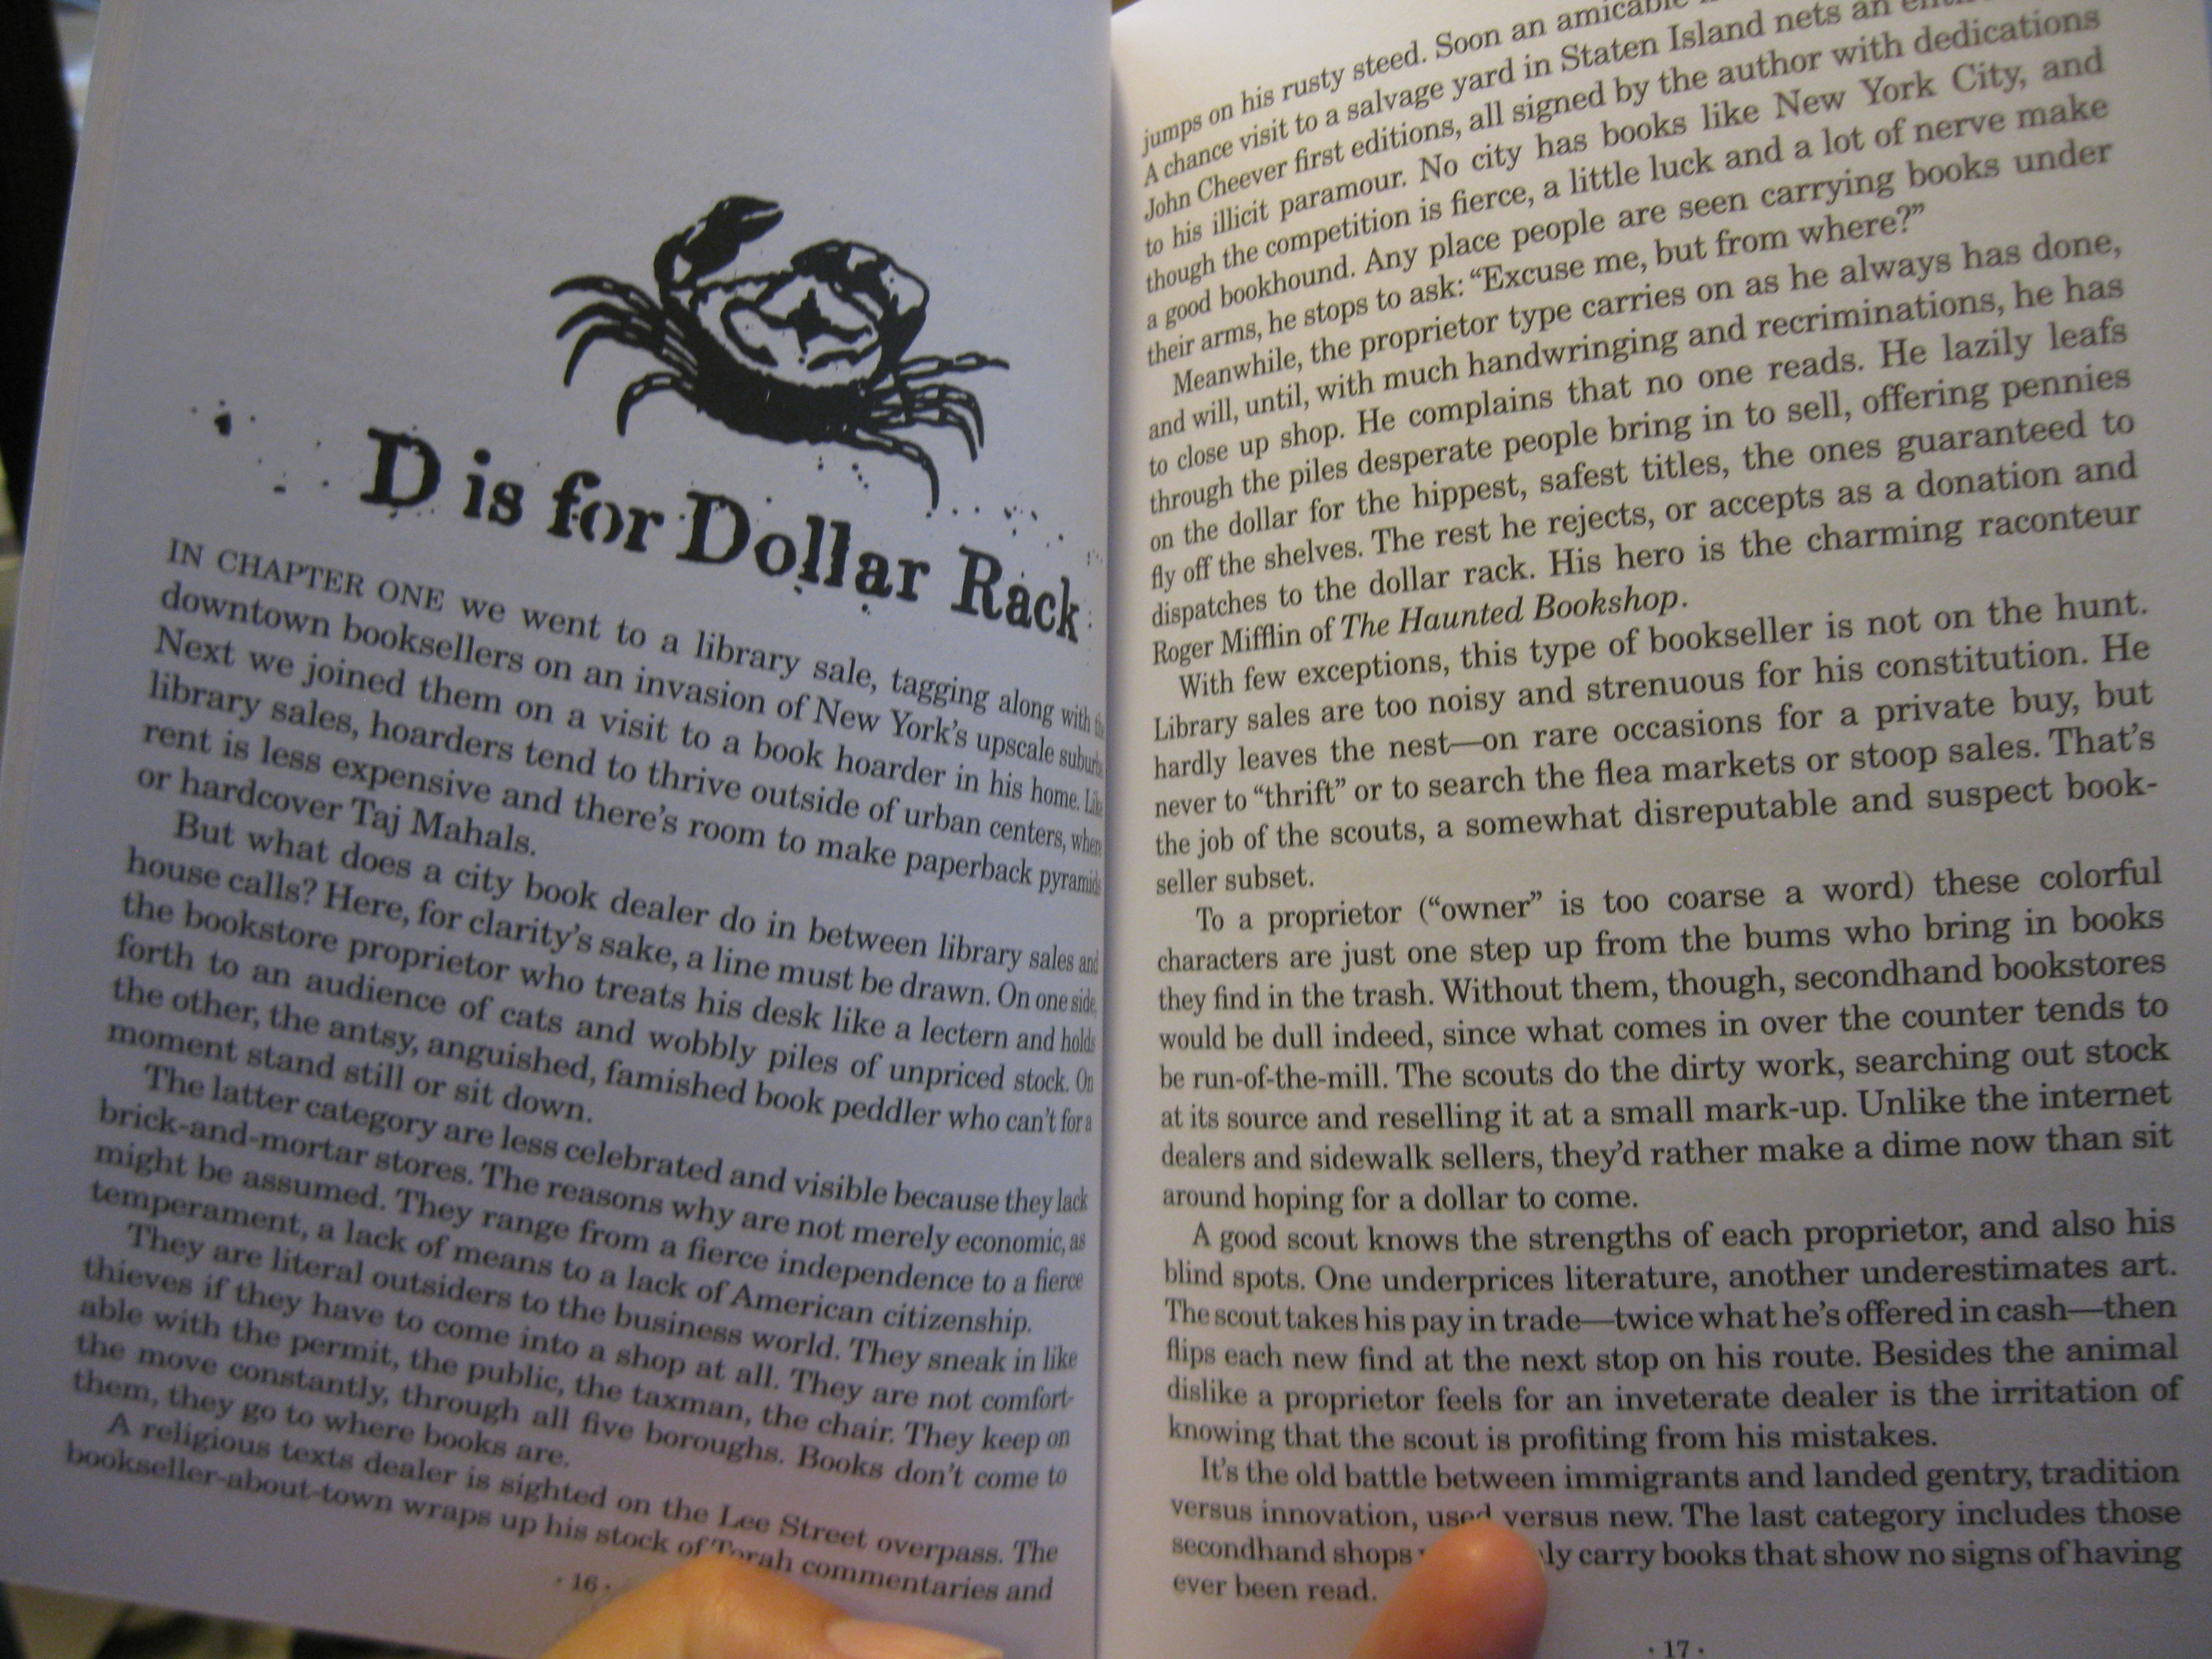 D is for Dollar Rack
IN CHAPTER ONE we went to a library sale, tagging along with
downtown booksellers on an invasion of New York's upscale
Next we joined them on a visit to a book hoarder in his home. Like
library sales, hoarders tend to thrive outside of urban centers, where
rent is less expensive and there's room to make paperback pyramids
or hardcover Taj Mahals.
But what does a city book dealer do in between library sales and
house calls? Here, for clarity's sake, a line must be drawn. On one side,
the bookstore proprietor who treats his desk like a lectern and holds
forth to an audience of cats and wobbly piles of unpriced stock. On
the other, the antsy, anguished, famished book peddler who can't for a
moment stand still or sit down.
The latter category are less celebrated and visible because they lack
brick-and-mortar stores. The reasons why are not merely economic, as
might be assumed. They range from a fierce independence to a fierce
temperament, a lack of means to a lack of American citizenship.
They are literal outsiders to the business world. They sneak in like
thieves if they have to come into a shop at all. They are not comfort-
able with the permit, the public, the taxman, the chair. They keep on
the move constantly, through all five boroughs. Books don't come to
them, they go to where books are.
A religious texts dealer is sighted on the Lee Street overpass. The
bookseller-about-town wraps up his stock of Torah commentaries and
· 16 ·
jumps on his rusty steed. Soon an amicable
A chance visit to a salvage yard in Staten Island nets an
John Cheever first editions, all signed by the author with dedications
to his illicit paramour. No city has books like New York City, and
though the competition is fierce, a little luck and a lot of nerve make
a good bookhound. Any place people are seen carrying books under
their arms, he stops to ask: "Excuse me, but from where?"
Meanwhile, the proprietor type carries on as he always has done,
and will, until, with much handwringing and recriminations, he has
to close up shop. He complains that no one reads. He lazily leafs
through the piles desperate people bring in to sell, offering pennies
on the dollar for the hippest, safest titles, the ones guaranteed to
fly off the shelves. The rest he rejects, or accepts as a donation and
dispatches to the dollar rack. His hero is the charming raconteur
Roger Mifflin of The Haunted Bookshop.
With few exceptions, this type of bookseller is not on the hunt.
Library sales are too noisy and strenuous for his constitution. He
hardly leaves the nest—on rare occasions for a private buy, but
never to "thrift" or to search the flea markets or stoop sales. That's
the job of the scouts, a somewhat disreputable and suspect book-
seller subset.
To a proprietor ("owner" is too coarse a word) these colorful
characters are just one step up from the bums who bring in books
they find in the trash. Without them, though, secondhand bookstores
would be dull indeed, since what comes in over the counter tends to
be run-of-the-mill. The scouts do the dirty work, searching out stock
at its source and reselling it at a small mark-up. Unlike the internet
dealers and sidewalk sellers, they'd rather make a dime now than sit
around hoping for a dollar to come.
A good scout knows the strengths of each proprietor, and also his
blind spots. One underprices literature, another underestimates art.
The scout takes his pay in trade—twice what he's offered in cash—then
flips each new find at the next stop on his route. Besides the animal
dislike a proprietor feels for an inveterate dealer is the irritation of
knowing that the scout is profiting from his mistakes.
It's the old battle between immigrants and landed gentry, tradition
versus innovation, used versus new. The last category includes those
secondhand shops carry books that show no signs of having
ever been read.
· 17 ·